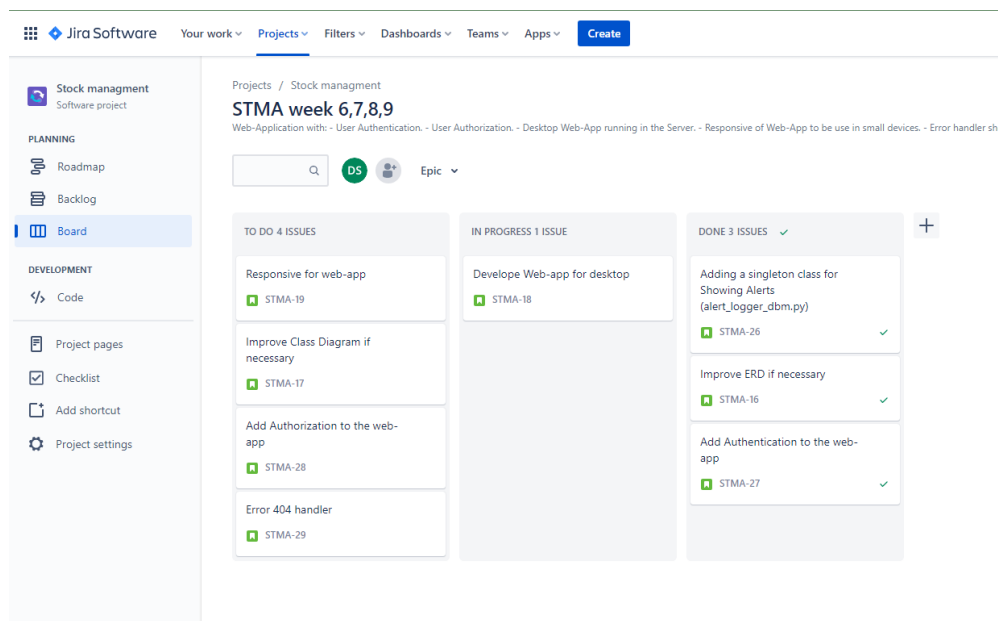 Jira Software Your work Projects Filters Dashboards Teams Apps Create
Stock managment
Software project
PLANNING
Roadmap
Backlog
Board
DEVELOPMENT
Code
Project pages
Checklist
Add shortcut
Project settings
Projects / Stock managment
STMA week 6,7,8,9
Web-Application with: - User Authentication. - User Authorization. - Desktop Web-App running in the Server. - Responsive of Web-App to be use in small devices. - Error handler sh
DS
Epic
TO DO 4 ISSUES
Responsive for web-app
STMA-19
Improve Class Diagram if
necessary
STMA-17
Add Authorization to the web-
app
STMA-28
Error 404 handler
STMA-29
IN PROGRESS 1 ISSUE
Develope Web-app for desktop
STMA-18
DONE 3 ISSUES
Adding a singleton class for
Showing Alerts
(alert_logger_dbm.py)
STMA-26
Improve ERD if necessary
STMA-16
Add Authentication to the web-
app
STMA-27